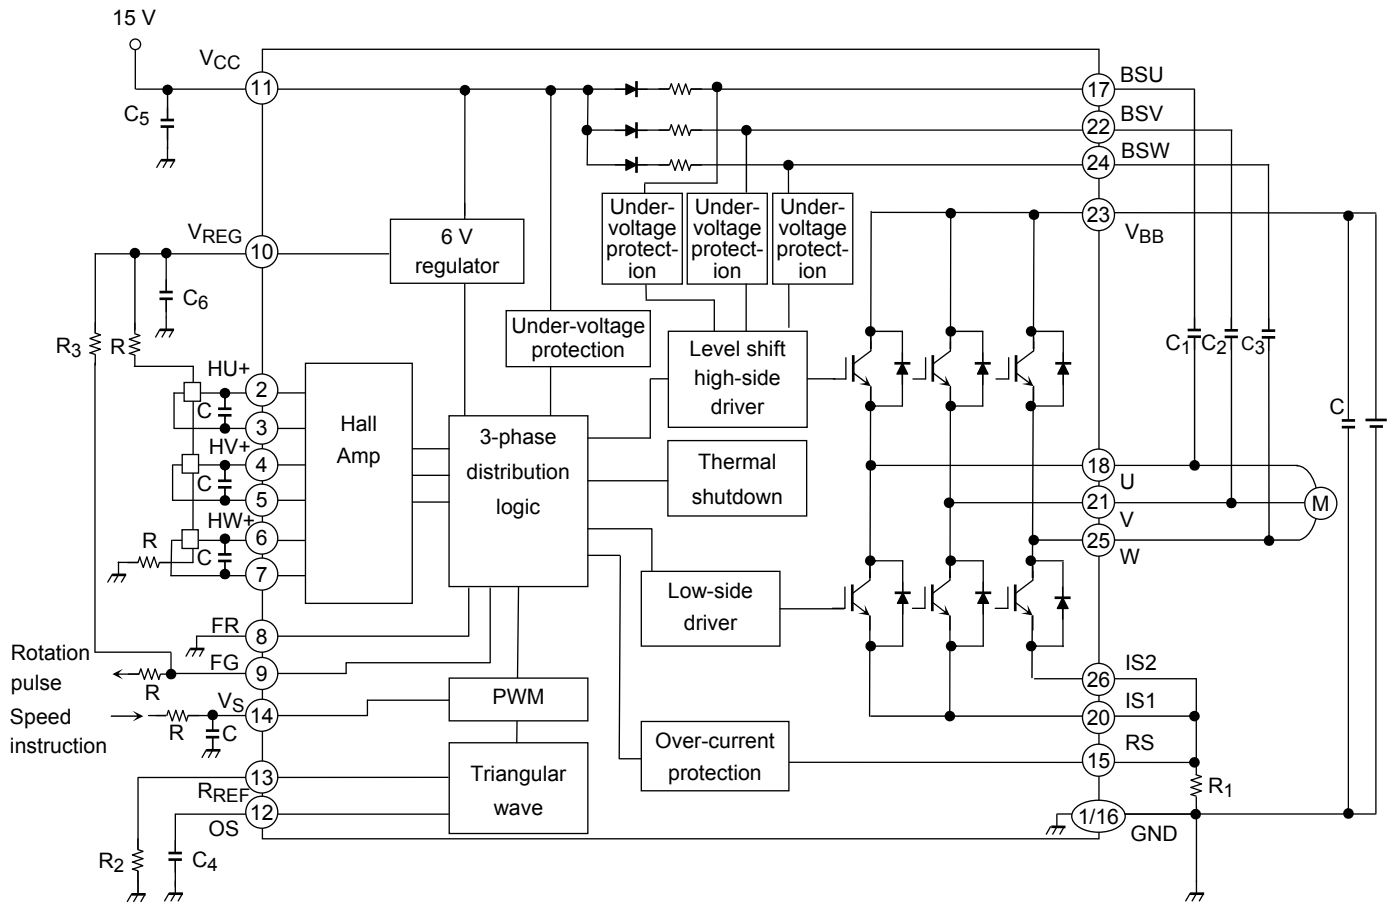 15 V
VCC
11
BSU
17
C5
BSV
22
BSW
24
Under-
voltage
protect-
ion
Under-
voltage
protect-
ion
Under-
voltage
protect-
ion
23
VBB
VREG
10
6 V
regulator
C6
Under-voltage
protection
Level shift
high-side
driver
R3
R
C1
C2
C3
HU+
2
C
3
HV+
4
C
5
HW+
6
R
C
7
Hall
Amp
3-phase
distribution
logic
Thermal
shutdown
C
18
U
21
V
25
W
M
Low-side
driver
FR
8
Rotation
pulse
R
FG
9
Speed
instruction
R
VS
14
C
PWM
IS2
26
IS1
20
RS
15
Over-current
protection
13
RREF
12
OS
Triangular
wave
R1
1/16
GND
R2
C4